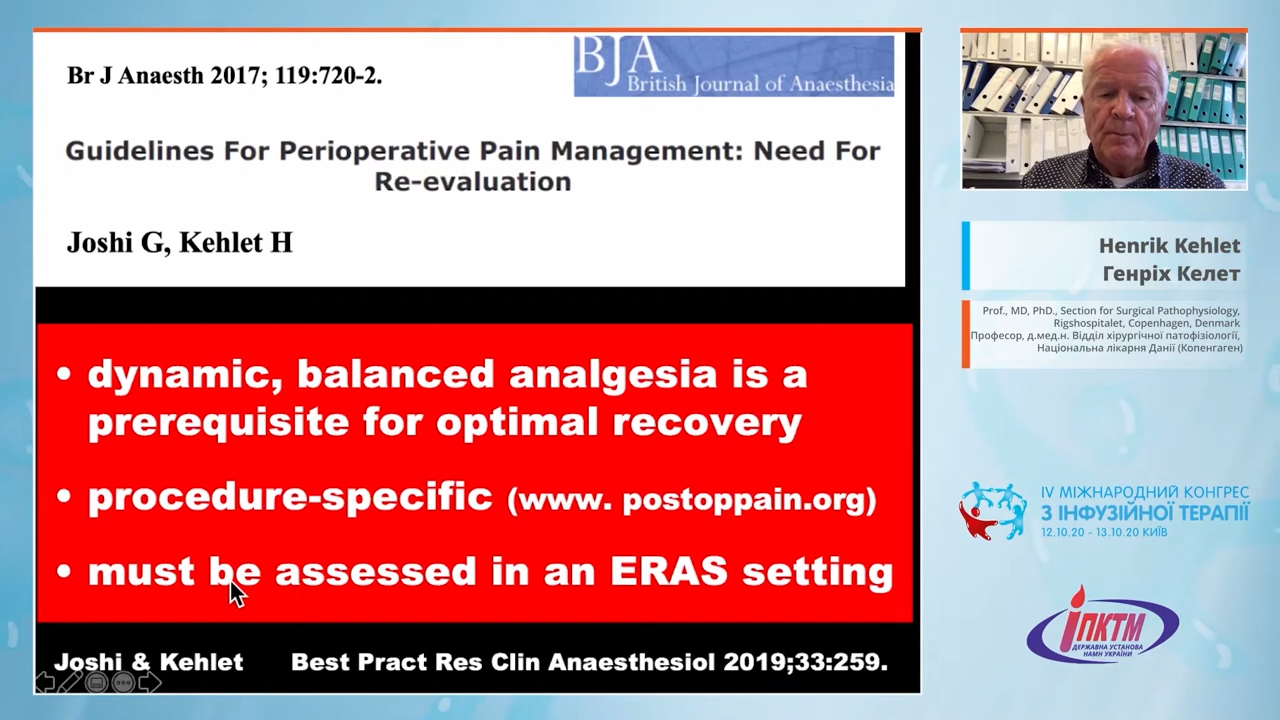 Br J Anaesth 2017; 119:720-2.
BJA
British Journal of Anaesthesia
Guidelines For Perioperative Pain Management: Need For
Re-evaluation
Joshi G, Kehlet H
• dynamic, balanced analgesia is a
prerequisite for optimal recovery
• procedure-specific (www. postoppain.org)
• must be assessed in an ERAS setting
Joshi & Kehlet Best Pract Res Clin Anaesthesiol 2019;33:259.
Henrik Kehlet
Генріх Келет
Prof., MD, PhD., Section for Surgical Pathophysiology,
Rigshospitalet, Copenhagen, Denmark
Професор, д.мед.н. Відділ хірургічної патофізіології,
Національна лікарня Данії (Копенгаген)
IV МІЖНАРОДНИЙ КОНГРЕС
З ІНФУЗІЙНОЇ ТЕРАПІЇ
12.10.20 - 13.10.20 КИЇВ
ІПКТМ
ДЕРЖАВНА УСТАНОВА
НАМН УКРАЇНИ